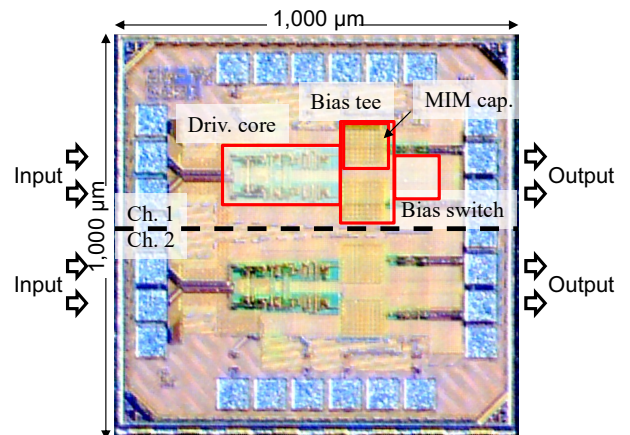 1,000 µm
Bias tee
MIM cap.
Driv. core
Input
Output
Ch. 1
Bias switch
1,000 µm
Ch. 2
Input
Output